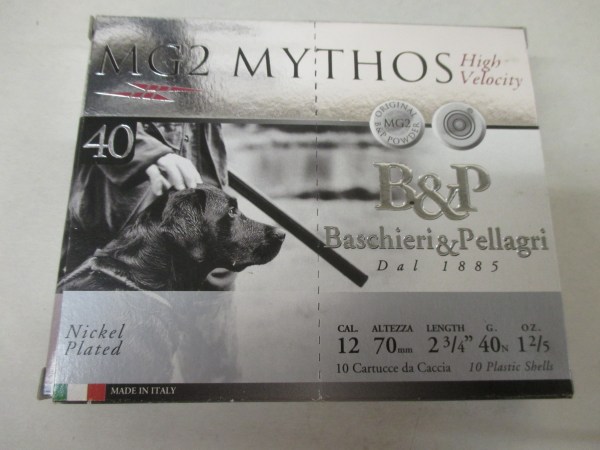 MG2 MYTHOS High
Velocity
ORIGINAL
MG2
B&P POWDER
40
B&P
Baschieri&Pellagri
Dal 1885
Nickel
Plated
CAL. ALTEZZA LENGTH G. OZ.
12 70mm 2 3/4" 40N 1 2/5
10 Cartucce da Caccia 10 Plastic Shells
MADE IN ITALY